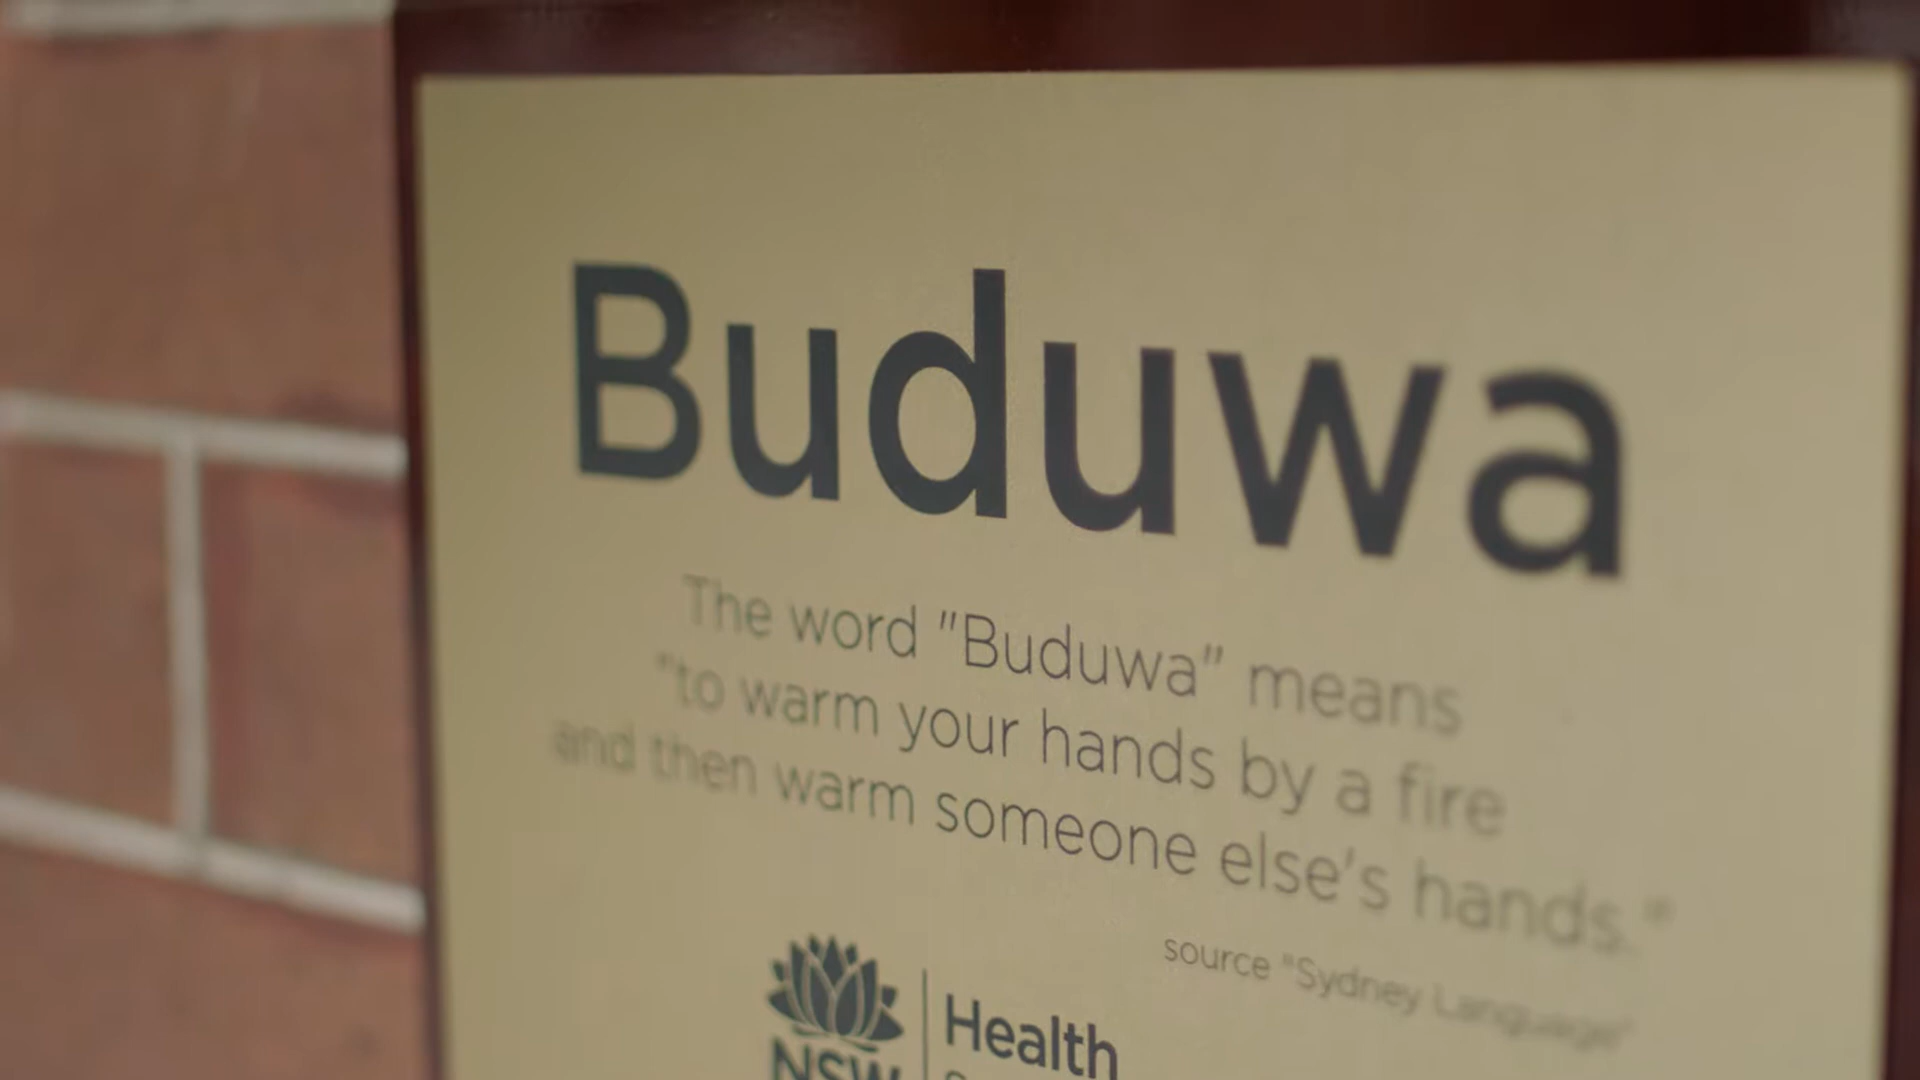 Buduwa
The word "Buduwa" means
"to warm your hands by a fire
and then warm someone else's hands."
source "Sydney Language"
NSW
Health